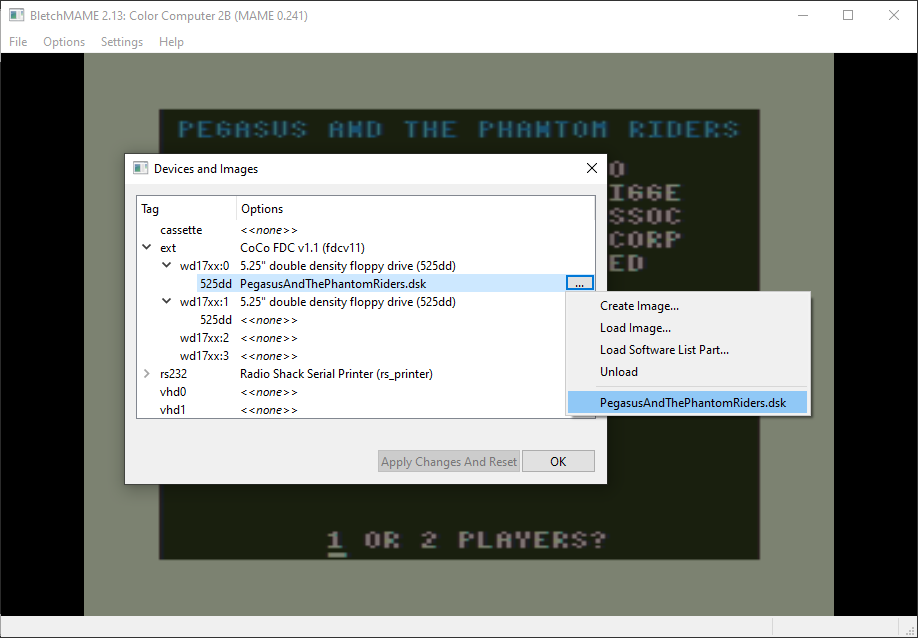 BletchMAME 2.13: Color Computer 2B (MAME 0.241)
File Options Settings Help
PEGASUS AND THE PHANTOM RIDERS
O
IGGE
SSOC
CORP
ED
Devices and Images
Tag Options
cassette <<none>>
ext CoCo FDC v1.1 (fdcv11)
wd17xx:0 5.25" double density floppy drive (525dd)
525dd PegasusAndThePhantomRiders.dsk ...
wd17xx:1 5.25" double density floppy drive (525dd)
525dd <<none>>
wd17xx:2 <<none>>
wd17xx:3 <<none>>
rs232 Radio Shack Serial Printer (rs_printer)
vhd0 <<none>>
vhd1 <<none>>
Create Image...
Load Image...
Load Software List Part...
Unload
PegasusAndThePhantomRiders.dsk
Apply Changes And Reset OK
1 OR 2 PLAYERS?